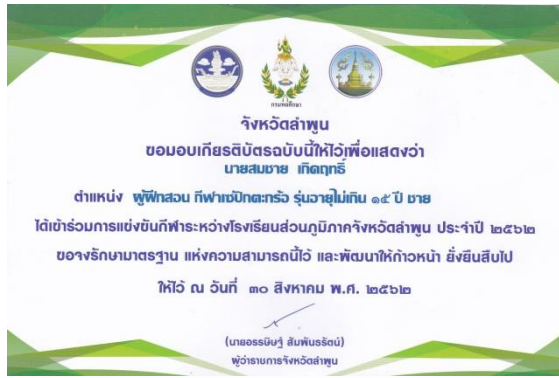 กรมพลศึกษา
จังหวัดลำพูน
ขอมอบเกียรติบัตรฉบับนี้ให้ไว้เพื่อแสดงว่า
นายสมชาย เทิดฤทธิ์
ตำแหน่ง ผู้ฝึกสอน กีฬาเซปักตะกร้อ รุ่นอายุไม่เกิน ๑๕ ปี ชาย
ได้เข้าร่วมการแข่งขันกีฬาระหว่างโรงเรียนส่วนภูมิภาคจังหวัดลำพูน ประจำปี ๒๕๖๒
ขอจงรักษามาตรฐาน แห่งความสามารถนี้ไว้ และพัฒนาให้ก้าวหน้า ยั่งยืนสืบไป
ให้ไว้ ณ วันที่ ๓๐ สิงหาคม พ.ศ. ๒๕๖๒
(นายอรรษิษฐ์ สัมพันธรัตน์)
ผู้ว่าราชการจังหวัดลำพูน